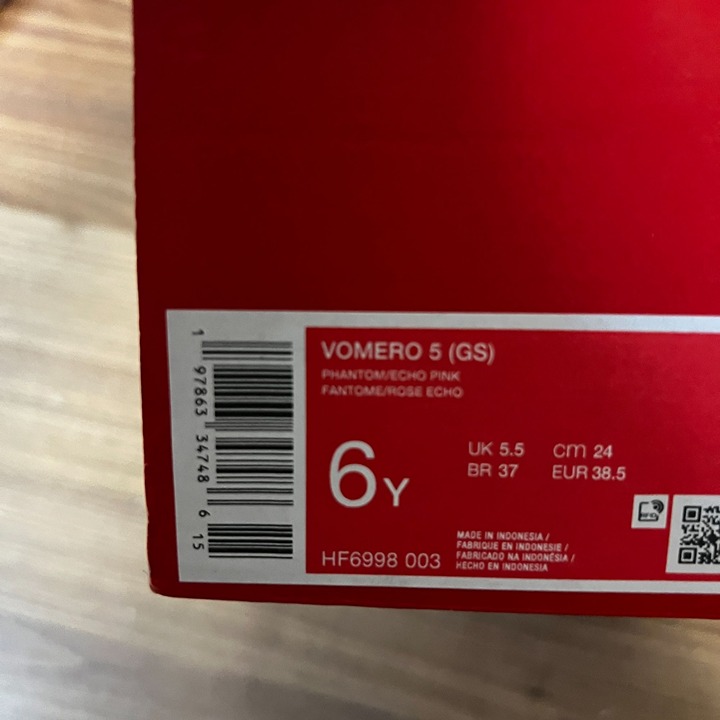 VOMERO 5 (GS)
PHANTOM/ECHO PINK
FANTOME/ROSE ECHO
6Y
UK 5.5 cm 24
BR 37 EUR 38.5
HF6998 003
MADE IN INDONESIA /
FABRIQUE EN INDONESIE /
FABRICADO NA INDONÉSIA /
HECHO EN INDONESIA
1 97863 34748 6 15